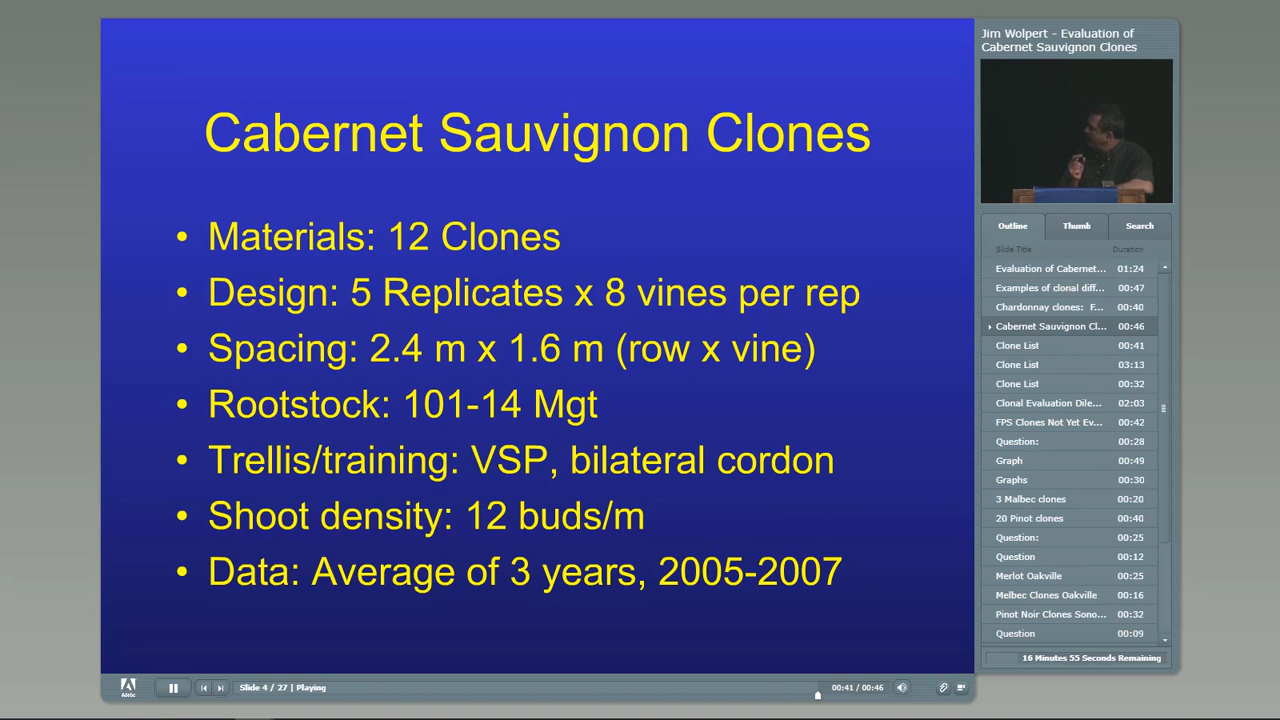 Cabernet Sauvignon Clones
• Materials: 12 Clones
• Design: 5 Replicates x 8 vines per rep
• Spacing: 2.4 m x 1.6 m (row x vine)
• Rootstock: 101-14 Mgt
• Trellis/training: VSP, bilateral cordon
• Shoot density: 12 buds/m
• Data: Average of 3 years, 2005-2007
Jim Wolpert - Evaluation of
Cabernet Sauvignon Clones
Outline Thumb Search
Slide Title Duration
Evaluation of Cabernet... 01:24
Examples of clonal diff... 00:47
Chardonnay clones: F... 00:40
Cabernet Sauvignon Cl... 00:46
Clone List 00:41
Clone List 03:13
Clone List 00:32
Clonal Evaluation Dile... 02:03
FPS Clones Not Yet Ev... 00:42
Question: 00:28
Graph 00:49
Graphs 00:30
3 Malbec clones 00:20
20 Pinot clones 00:40
Question: 00:25
Question 00:12
Merlot Oakville 00:25
Melbec Clones Oakville 00:16
Pinot Noir Clones Sono... 00:32
Question 00:09
16 Minutes 55 Seconds Remaining
Adobe
Slide 4 / 27 | Playing
00:41 / 00:46